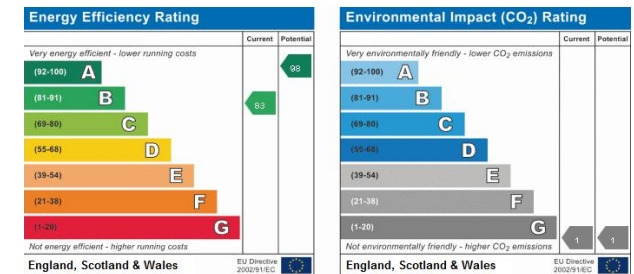 Energy Efficiency Rating
Current Potential
Very energy efficient - lower running costs
(92-100) A
98
(81-91) B
83
(69-80) C
(55-68) D
(39-54) E
(21-38) F
(1-20) G
Not energy efficient - higher running costs
England, Scotland & Wales
EU Directive
2002/91/EC
Environmental Impact (CO2) Rating
Current Potential
Very environmentally friendly - lower CO2 emissions
(92-100) A
(81-91) B
(69-80) C
(55-68) D
(39-54) E
(21-38) F
(1-20) G
1 1
Not environmentally friendly - higher CO2 emissions
England, Scotland & Wales
EU Directive
2002/91/EC